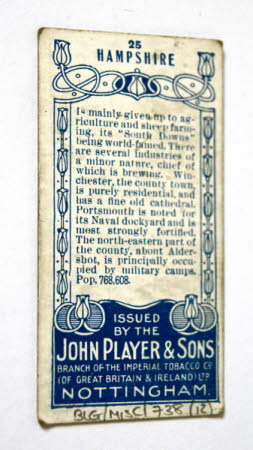 25
HAMPSHIRE
Is mainly given up to ag-
riculture and sheep farm-
ing, its "South Downs"
being world-famed. There
are several industries of
a minor nature, chief of
which is brewing. Win-
chester, the county town,
is purely residential, and
has a fine old cathedral.
Portsmouth is noted for
its Naval dockyard and is
most strongly fortified.
The north-eastern part of
the county, about Alder-
shot, is principally occu-
pied by military camps.
Pop. 768,608.
ISSUED
BY THE
JOHN PLAYER & SONS
BRANCH OF THE IMPERIAL TOBACCO CO
(OF GREAT BRITAIN & IRELAND) LTD
NOTTINGHAM.
BLG/MISC/738/(12)